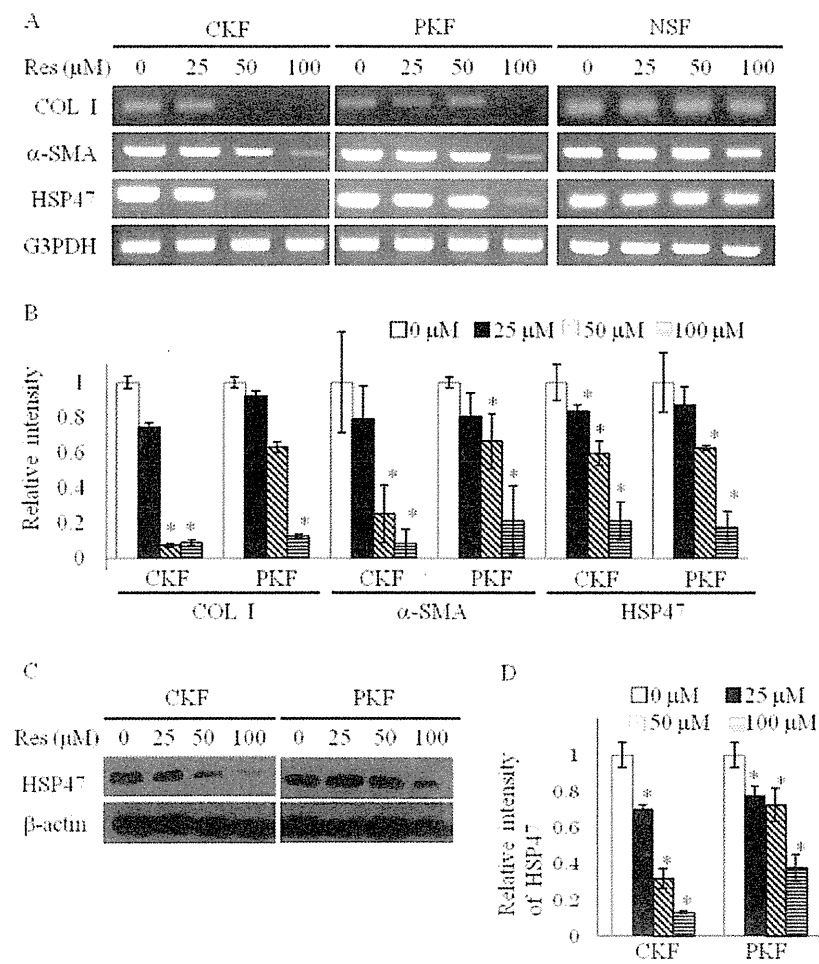 A
CKF PKF NSF
Res (μM) 0 25 50 100 0 25 50 100 0 25 50 100
COL I
α-SMA
HSP47
G3PDH
B
0 μM 25 μM 50 μM 100 μM
Relative intensity
1
0.8
0.6
0.4
0.2
0
* * * * * * * * * * * *
CKF PKF CKF PKF CKF PKF
COL I α-SMA HSP47
C
CKF PKF
Res (μM) 0 25 50 100 0 25 50 100
HSP47
β-actin
D
0 μM 25 μM
50 μM 100 μM
Relative intensity
of HSP47
1
0.8
0.6
0.4
0.2
0
* * * * * *
CKF PKF